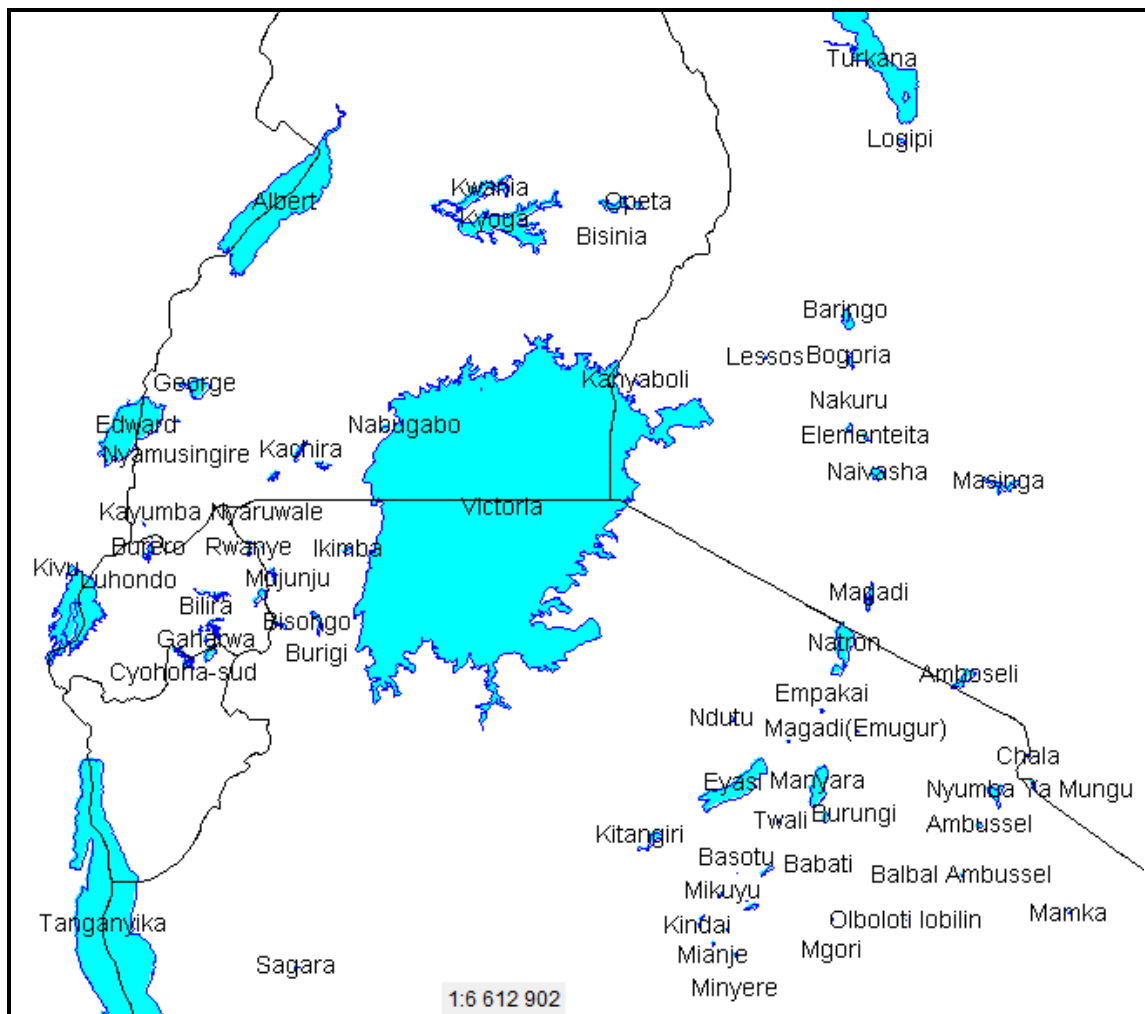 Turkana
Logipi
Kwania
Albert
Opeta
Kyoga
Bisinia
Baringo
Lessos
Bogoria
George
Kanyaboli
Nakuru
Edward
Nabugabo
Elementeita
Kachira
Nyamusingire
Naivasha
Masinga
Victoria
Kayumba
Nyaruwale
Burero
Rwanye
Ikimba
Kivu
Luhondo
Mujunju
Magadi
Bilira
Bisongo
Gaharwa
Natron
Burigi
Cyohoha-sud
Amboseli
Empakai
Ndutu
Magadi(Emugur)
Chala
Eyasi
Manyara
Nyumba Ya Mungu
Twali
Burungi
Ambussel
Kitangiri
Basotu
Babati
Balbal Ambussel
Mikuyu
Tanganyika
Kindai
Olboloti lobilin
Mamka
Mianje
Mgori
Sagara
Minyere
1:6 612 902